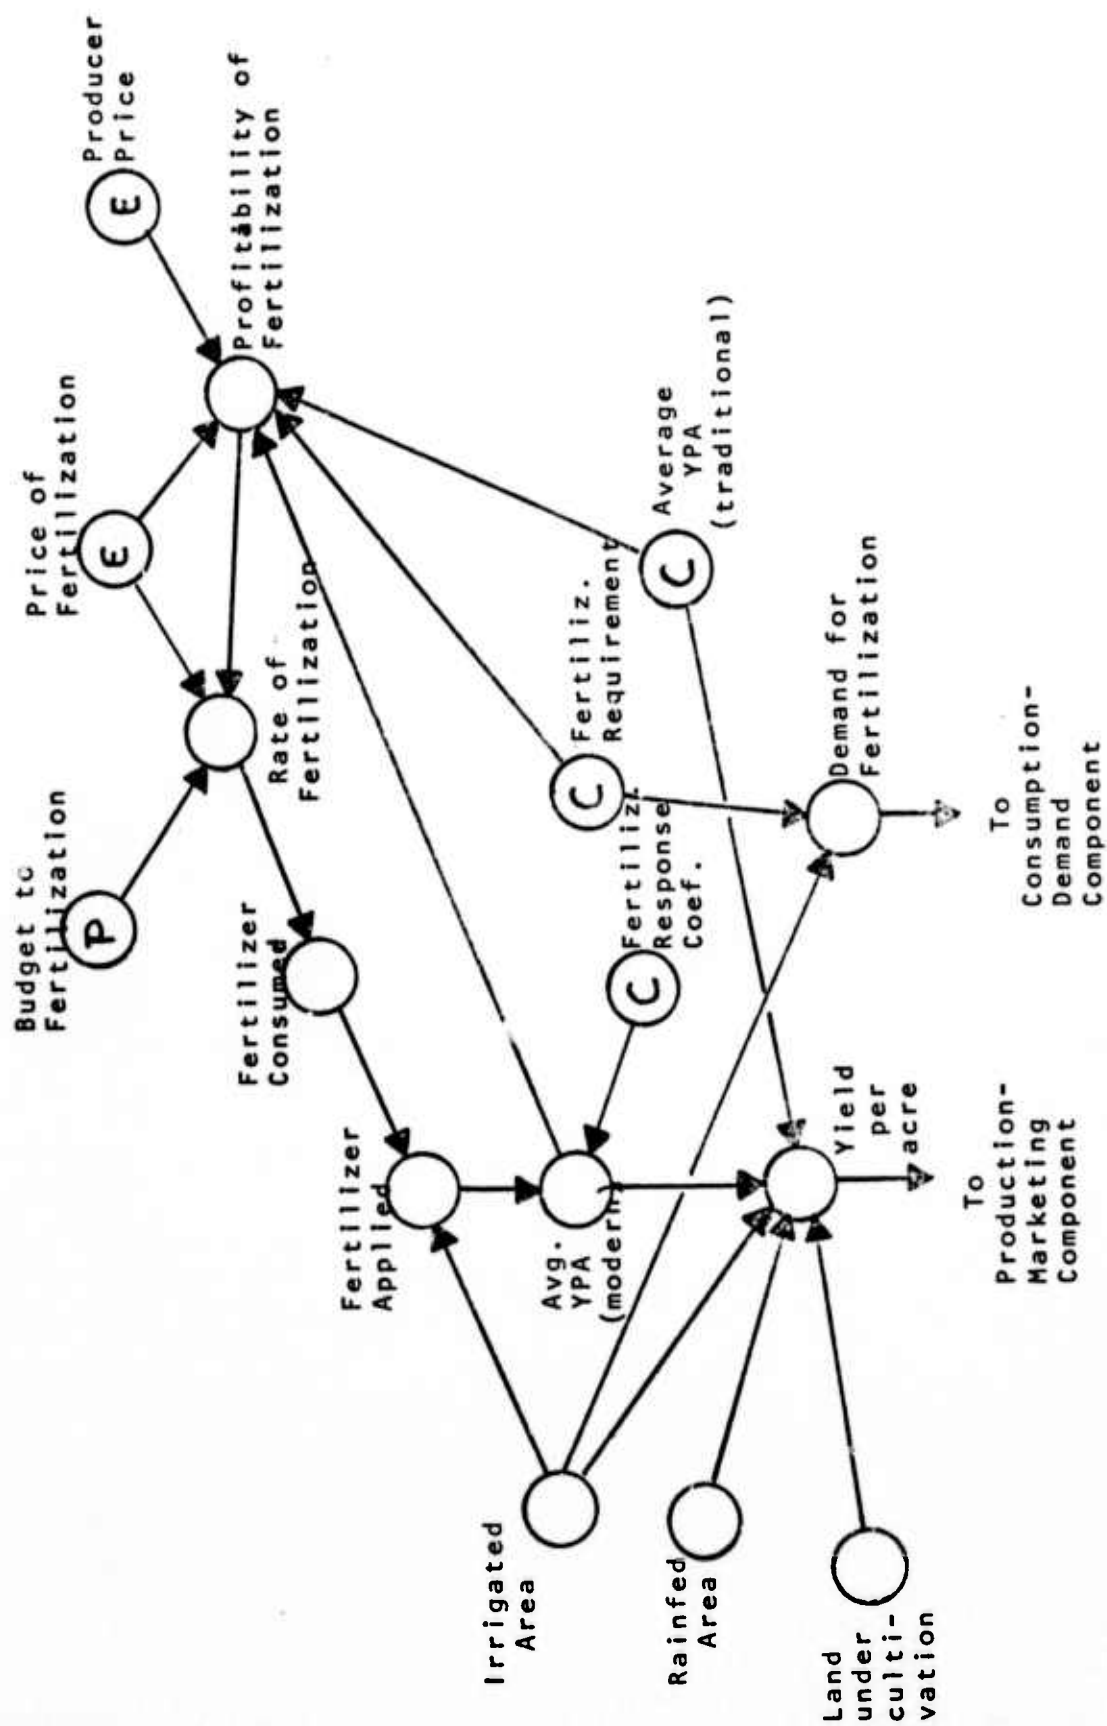 Budget to
Fertilization
P
Price of
Fertilization
E
Producer
Price
E
Profitability of
Fertilization
Rate of
Fertilization
Fertilizer
Consumed
Fertilizer
Applied
Avg.
YPA
(modern)
Fertiliz.
Response
Coef.
C
Fertiliz.
Requirement
C
Average
YPA
(traditional)
C
Irrigated
Area
Rainfed
Area
Land
under
culti-
vation
Yield
per
acre
Demand for
Fertilization
To
Production-
Marketing
Component
To
Consumption-
Demand
Component